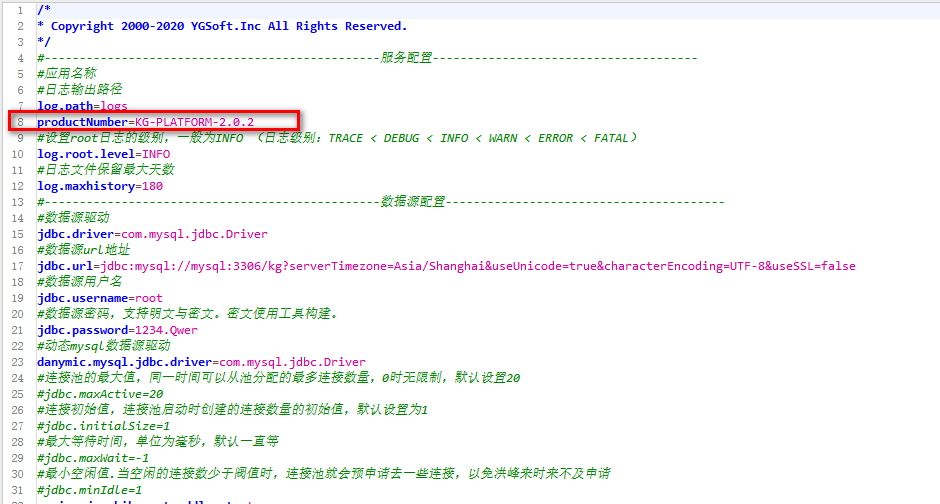 1 /*
2 * Copyright 2000-2020 YGSoft.Inc All Rights Reserved.
3 */
4 #-------------------------------------------服务配置----------------------------------
5 #应用名称
6 #日志输出路径
7 log.path=logs
8 productNumber=KG-PLATFORM-2.0.2
9 #设置root日志的级别，一般为INFO （日志级别：TRACE < DEBUG < INFO < WARN < ERROR < FATAL）
10 log.root.level=INFO
11 #日志文件保留最大天数
12 log.maxhistory=180
13 #-------------------------------------------数据源配置------------------------------------
14 #数据源驱动
15 jdbc.driver=com.mysql.jdbc.Driver
16 #数据源url地址
17 jdbc.url=jdbc:mysql://mysql:3306/kg?serverTimezone=Asia/Shanghai&useUnicode=true&characterEncoding=UTF-8&useSSL=false
18 #数据源用户名
19 jdbc.username=root
20 #数据源密码，支持明文与密文。密文使用工具构建。
21 jdbc.password=1234.Qwer
22 #动态mysql数据源驱动
23 danymic.mysql.jdbc.driver=com.mysql.jdbc.Driver
24 #连接池的最大值，同一时间可以从池分配的最多连接数量，0时无限制，默认设置20
25 #jdbc.maxActive=20
26 #连接初始值，连接池启动时创建的连接数量的初始值，默认设置为1
27 #jdbc.initialSize=1
28 #最大等待时间，单位为毫秒，默认一直等
29 #jdbc.maxWait=-1
30 #最小空闲值.当空闲的连接数少于阀值时，连接池就会预申请去一些连接，以免洪峰来时来不及申请
31 #jdbc.minIdle=1